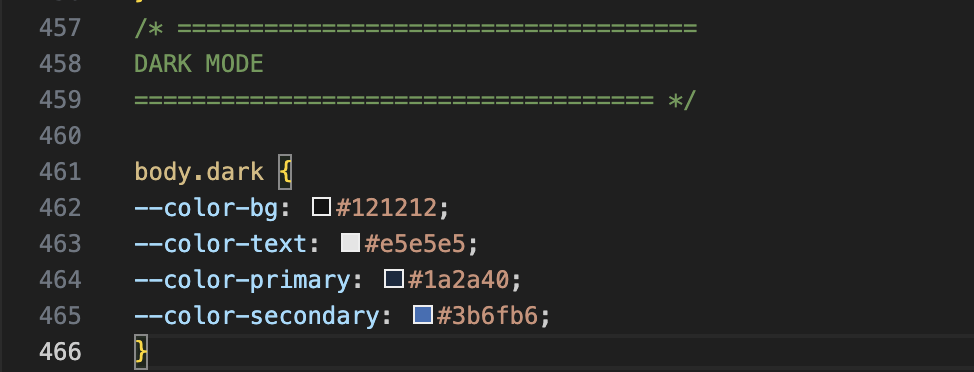 457 /* ====================================
458 DARK MODE
459 ==================================== */
460
461 body.dark {
462 --color-bg: #121212;
463 --color-text: #e5e5e5;
464 --color-primary: #1a2a40;
465 --color-secondary: #3b6fb6;
466 }